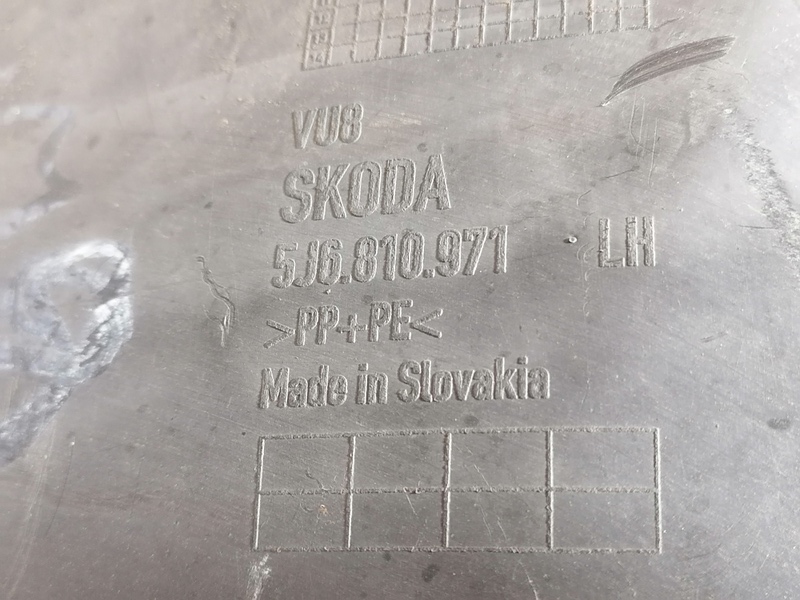 VU8
SKODA
5J6.810.971 LH
>PP+PE<
Made in Slovakia